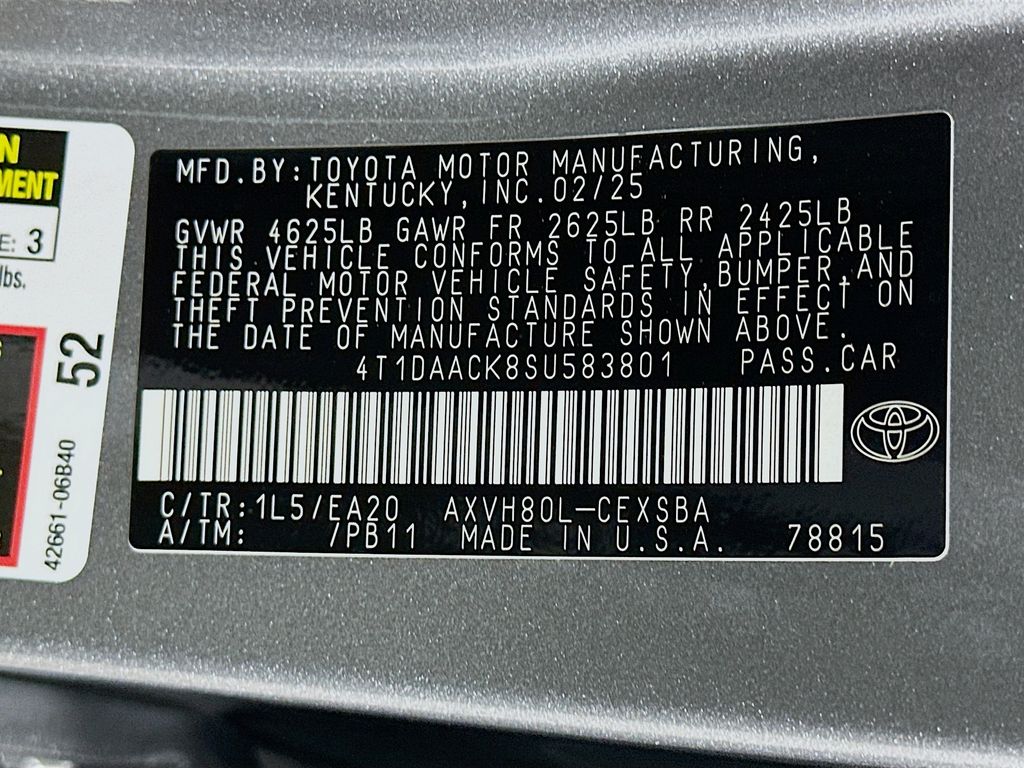 N
MENT
E: 3
lbs.
52
42661-06B40
MFD.BY:TOYOTA MOTOR MANUFACTURING,
KENTUCKY,INC.02/25
GVWR 4625LB GAWR FR 2625LB RR 2425LB
THIS VEHICLE CONFORMS TO ALL APPLICABLE
FEDERAL MOTOR VEHICLE SAFETY,BUMPER,AND
THEFT PREVENTION STANDARDS IN EFFECT ON
THE DATE OF MANUFACTURE SHOWN ABOVE.
4T1DAACK8SU583801 PASS.CAR
C/TR:1L5/EA20 AXVH80L-CEXSBA
A/TM: /PB11 MADE IN U.S.A. 78815